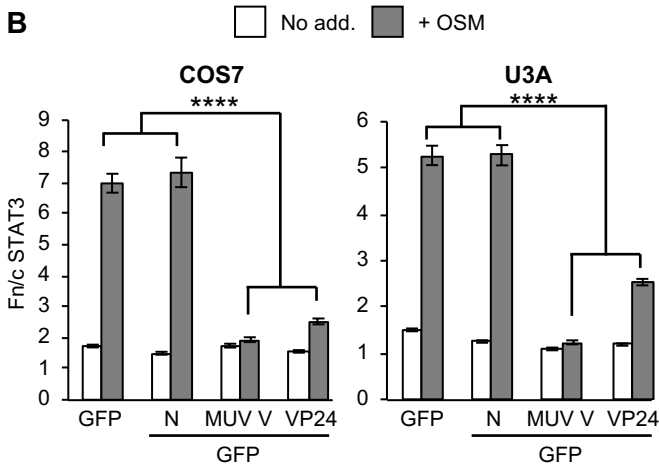 B
No add. + OSM
COS7
****
Fn/c STAT3
9
8
7
6
5
4
3
2
1
0
GFP N MUV V VP24
GFP
U3A
****
6
5
4
3
2
1
0
GFP N MUV V VP24
GFP